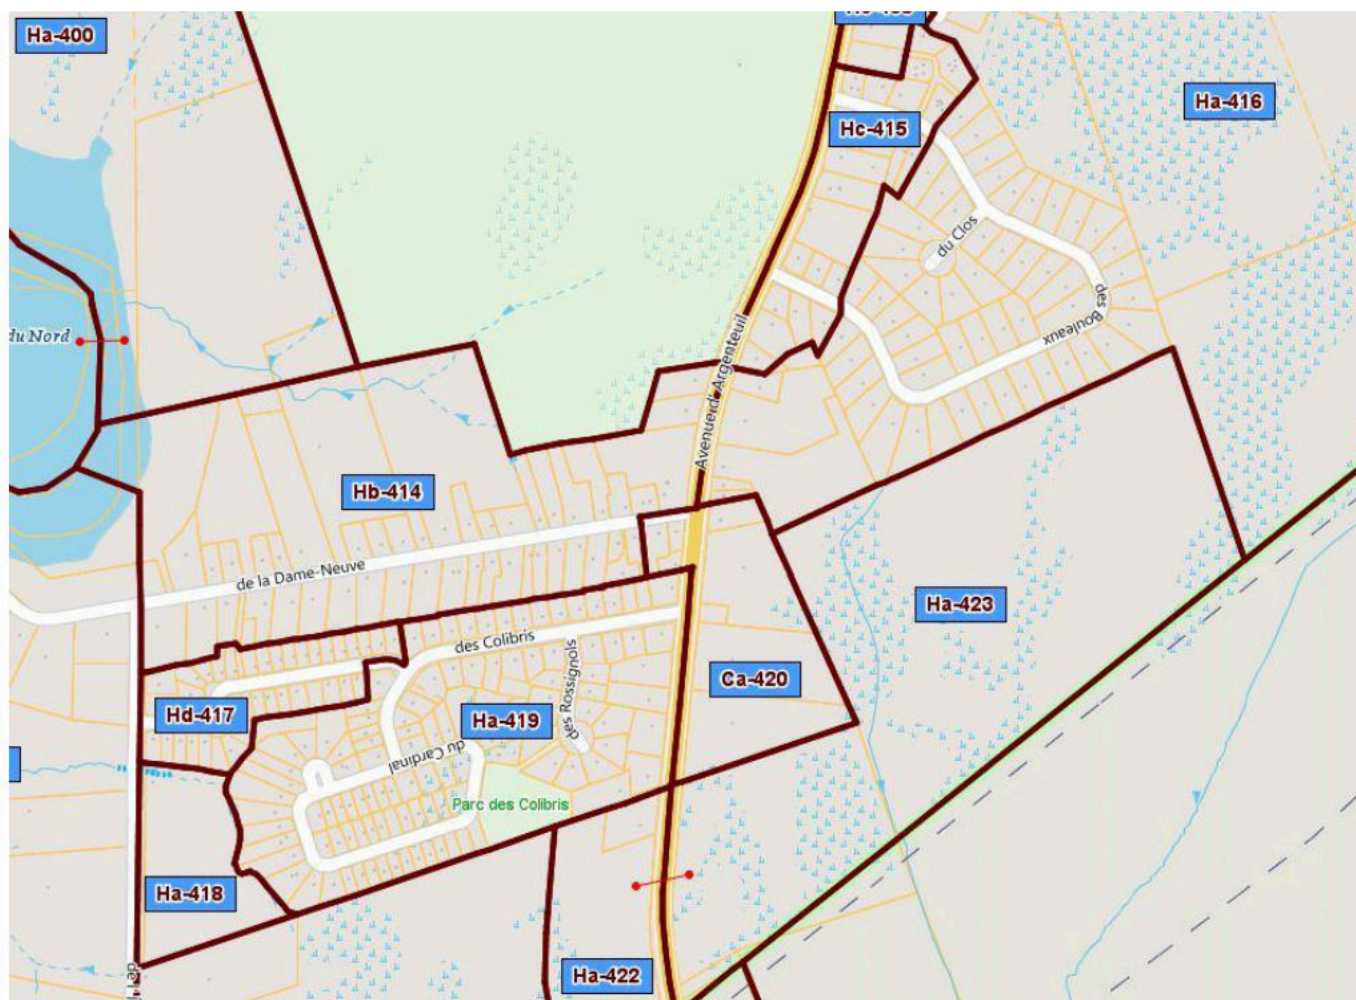 Ha-400
Ha-416
Hc-415
du Clos
des Bouleaux
du Nord
Avenue d'Argenteuil
Hb-414
de la Dame-Neuve
Ha-423
des Colibris
des Rossignols
Ca-420
Hd-417
Ha-419
du Cardinal
Parc des Colibris
Ha-418
Ha-422